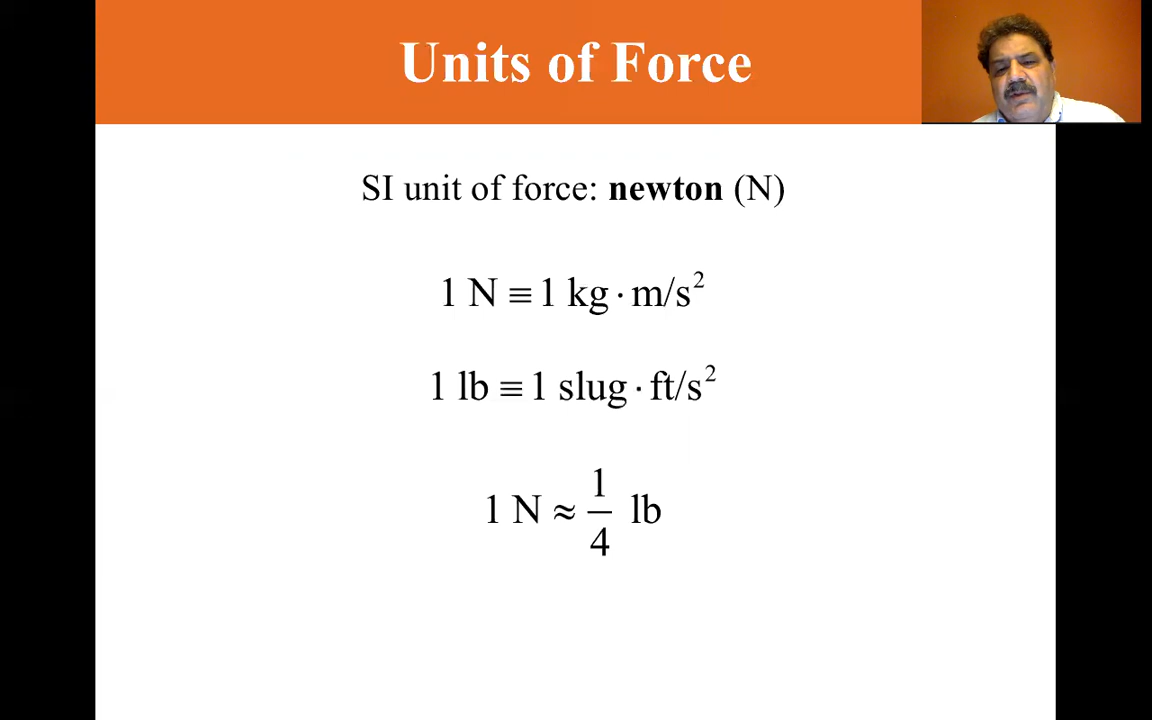 Units of Force
SI unit of force: newton (N)
1 N ≡ 1 kg · m/s²
1 lb ≡ 1 slug · ft/s²
1 N ≈ 1/4 lb